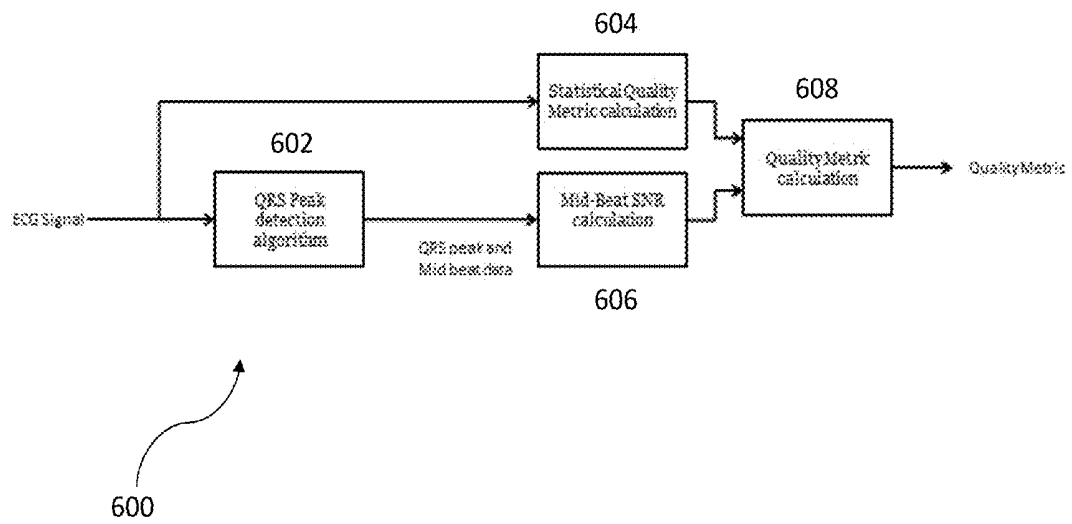 604
Statistical Quality
Metric calculation
608
602
Quality Metric
calculation
Quality Metric
QRS Peak
detection
algorithm
Mid-Beat SNR
calculation
ECG Signal
QRS peak and
Mid beat data
606
600